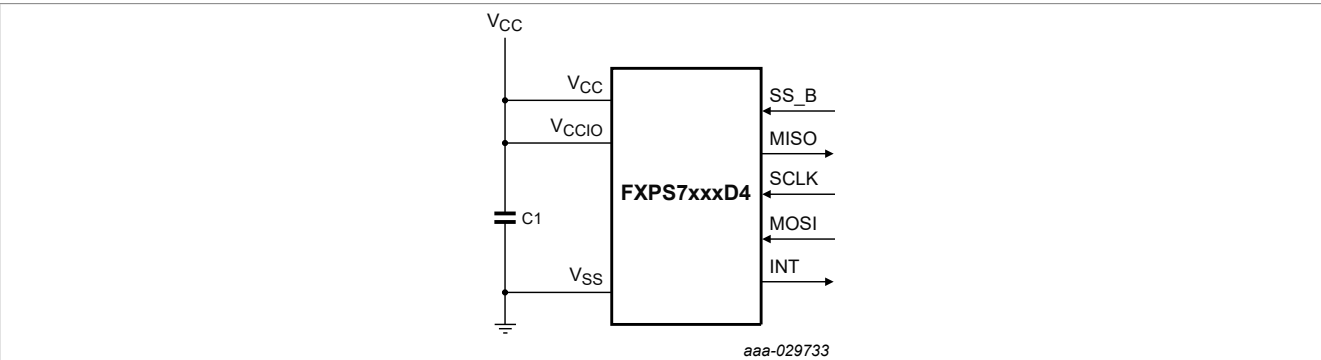 VCC
VCC
SS_B
VCCIO
MISO
FXPS7xxxD4
SCLK
C1
MOSI
VSS
INT
aaa-029733